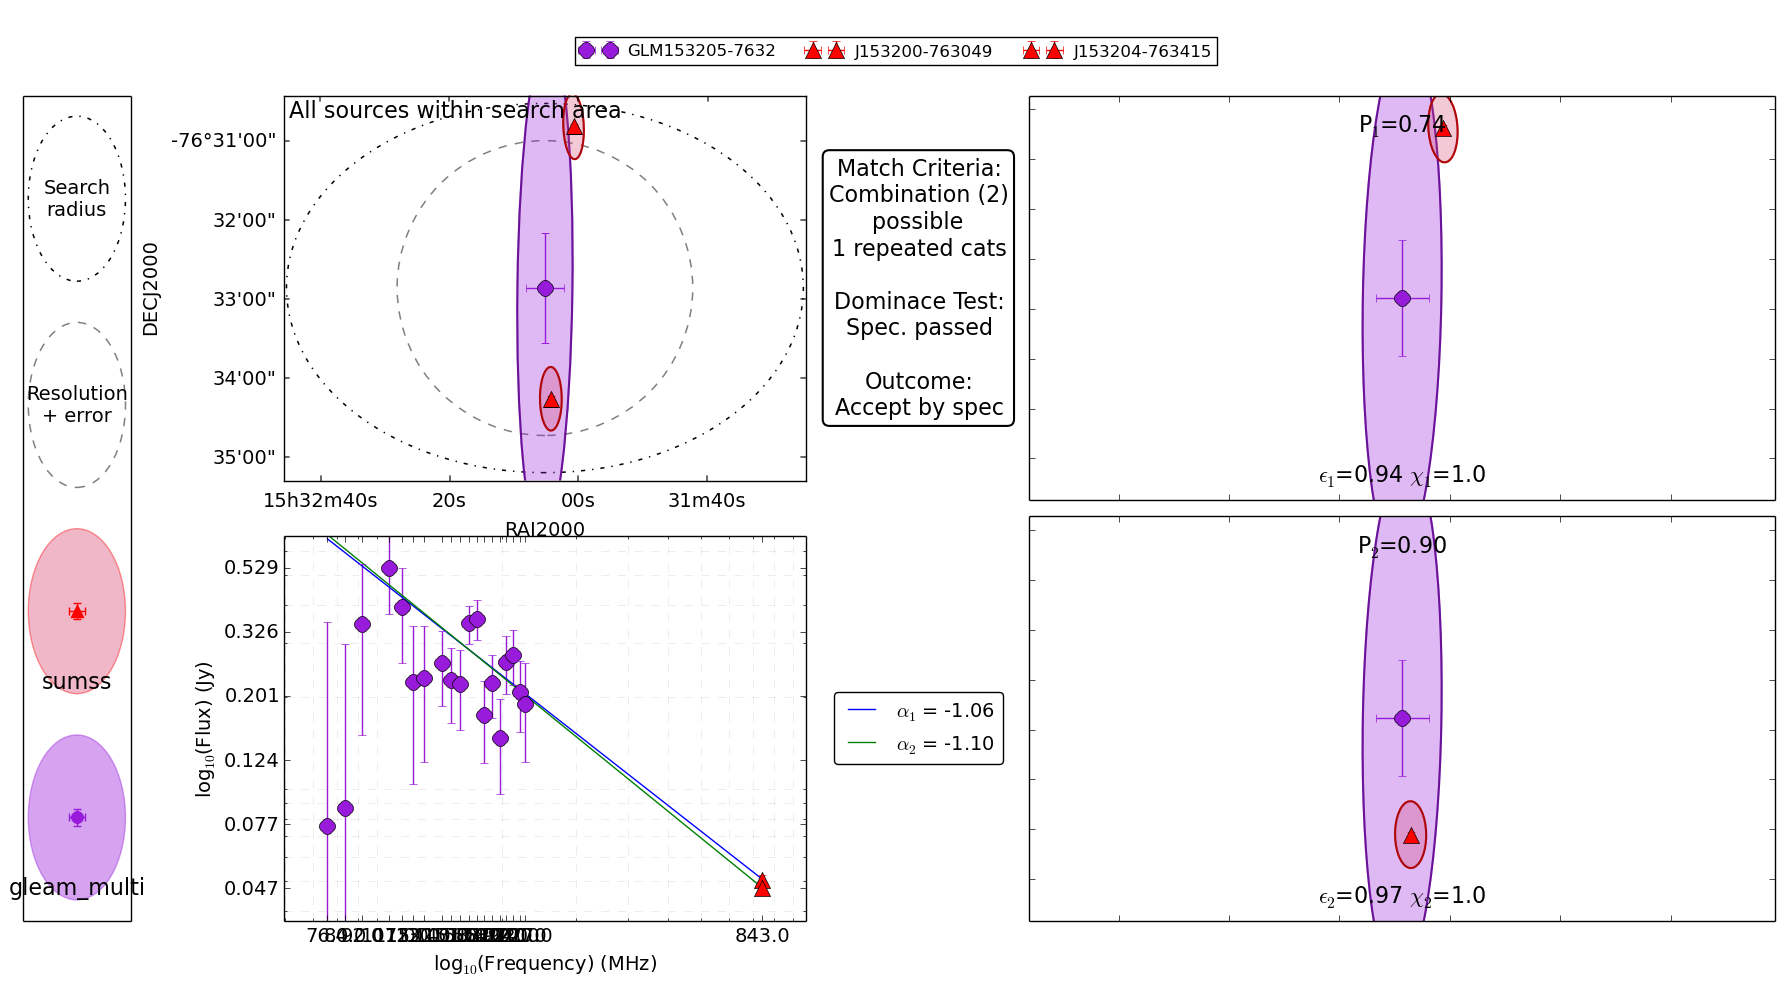 GLM153205-7632 J153200-763049 J153204-763415
All sources within search area
Search
radius
Resolution
+ error
sumss
gleam_multi
DECJ2000
-76°31'00"
32'00"
33'00"
34'00"
35'00"
15h32m40s 20s 00s 31m40s
RAJ2000
Match Criteria:
Combination (2)
possible
1 repeated cats
Dominace Test:
Spec. passed
Outcome:
Accept by spec
P1=0.74
ϵ1=0.94 χ1=1.0
P2=0.90
ϵ2=0.97 χ2=1.0
log10(Flux) (Jy)
0.529
0.326
0.201
0.124
0.077
0.047
843.0
log10(Frequency) (MHz)
α1 = -1.06
α2 = -1.10